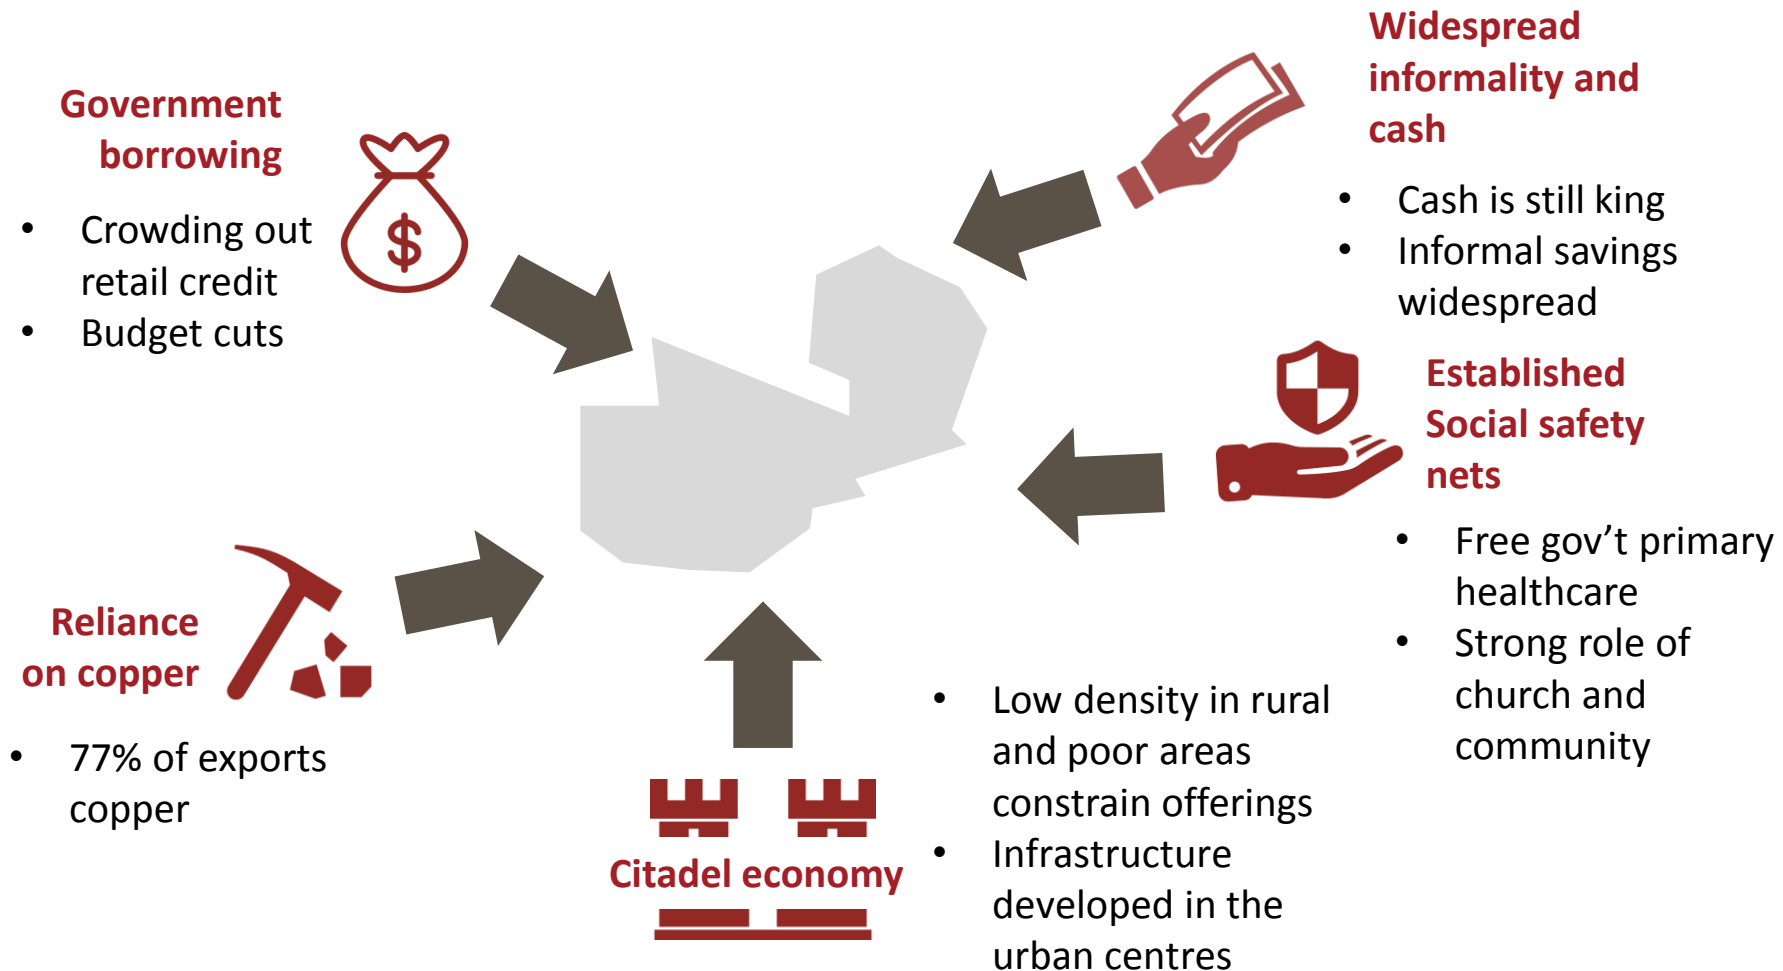 Government
borrowing
• Crowding out
retail credit
• Budget cuts
$
Widespread
informality and
cash
• Cash is still king
• Informal savings
widespread
Established
Social safety
nets
• Free gov’t primary
healthcare
• Strong role of
church and
community
Reliance
on copper
• 77% of exports
copper
Citadel economy
• Low density in rural
and poor areas
constrain offerings
• Infrastructure
developed in the
urban centres